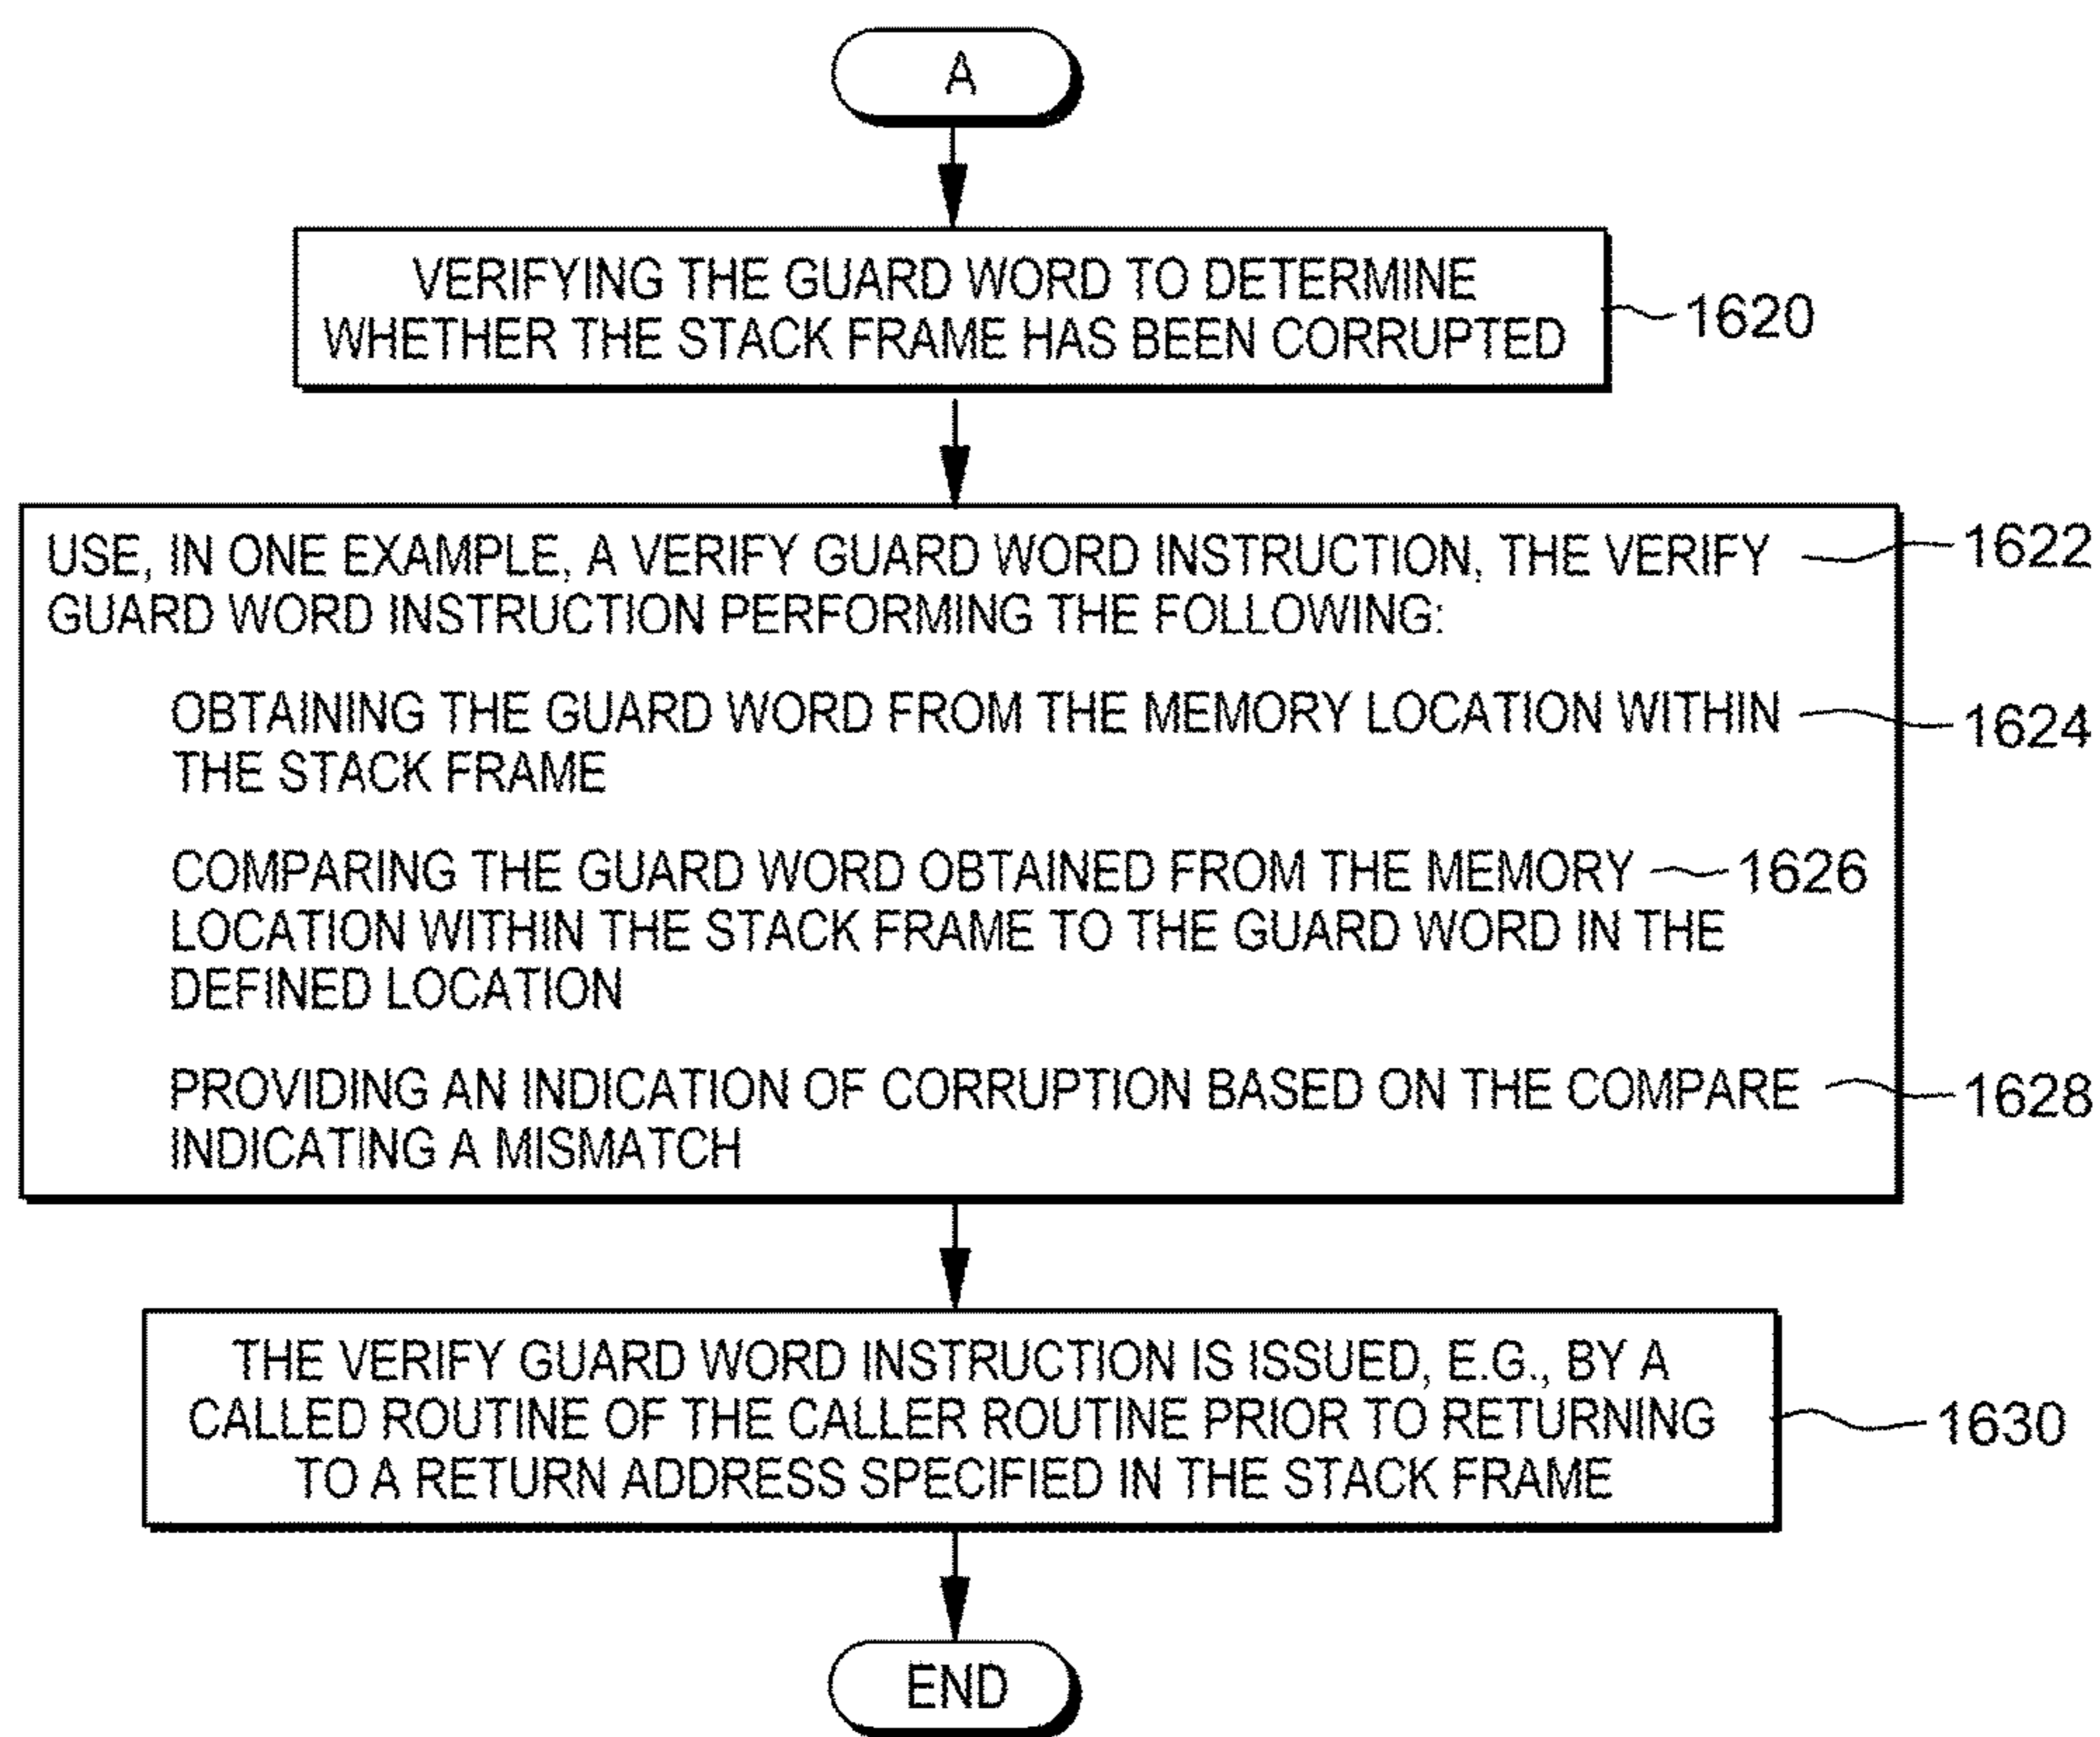 A
VERIFYING THE GUARD WORD TO DETERMINE
WHETHER THE STACK FRAME HAS BEEN CORRUPTED
1620
USE, IN ONE EXAMPLE, A VERIFY GUARD WORD INSTRUCTION, THE VERIFY
1622
GUARD WORD INSTRUCTION PERFORMING THE FOLLOWING:
OBTAINING THE GUARD WORD FROM THE MEMORY LOCATION WITHIN
1624
THE STACK FRAME
COMPARING THE GUARD WORD OBTAINED FROM THE MEMORY
1626
LOCATION WITHIN THE STACK FRAME TO THE GUARD WORD IN THE
DEFINED LOCATION
PROVIDING AN INDICATION OF CORRUPTION BASED ON THE COMPARE
1628
INDICATING A MISMATCH
THE VERIFY GUARD WORD INSTRUCTION IS ISSUED, E.G., BY A
CALLED ROUTINE OF THE CALLER ROUTINE PRIOR TO RETURNING
1630
TO A RETURN ADDRESS SPECIFIED IN THE STACK FRAME
END